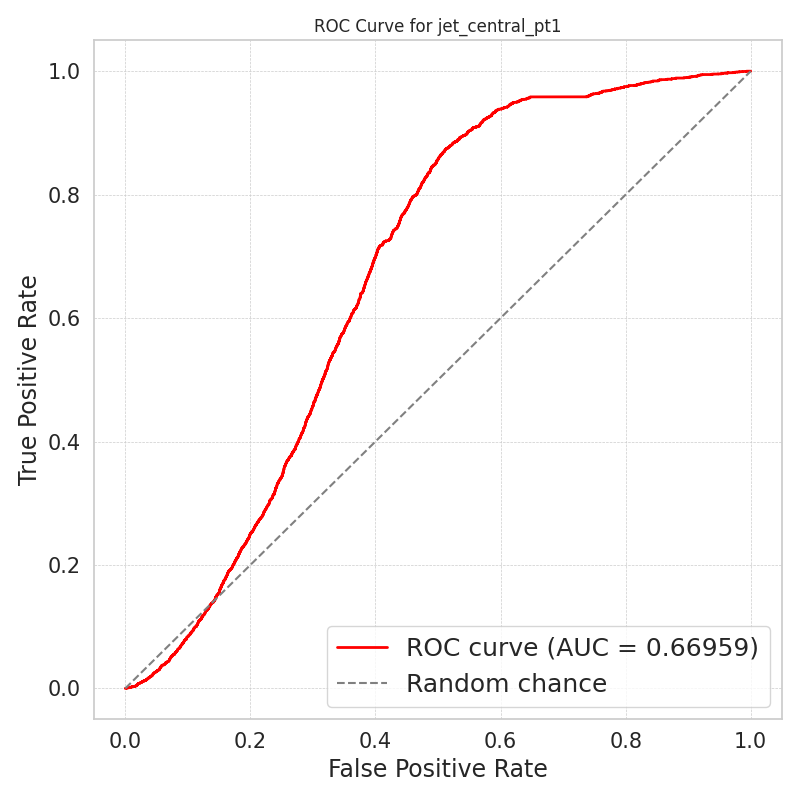 ROC Curve for jet_central_pt1
True Positive Rate
1.0
0.8
0.6
0.4
0.2
0.0
ROC curve (AUC = 0.66959)
Random chance
0.0 0.2 0.4 0.6 0.8 1.0
False Positive Rate